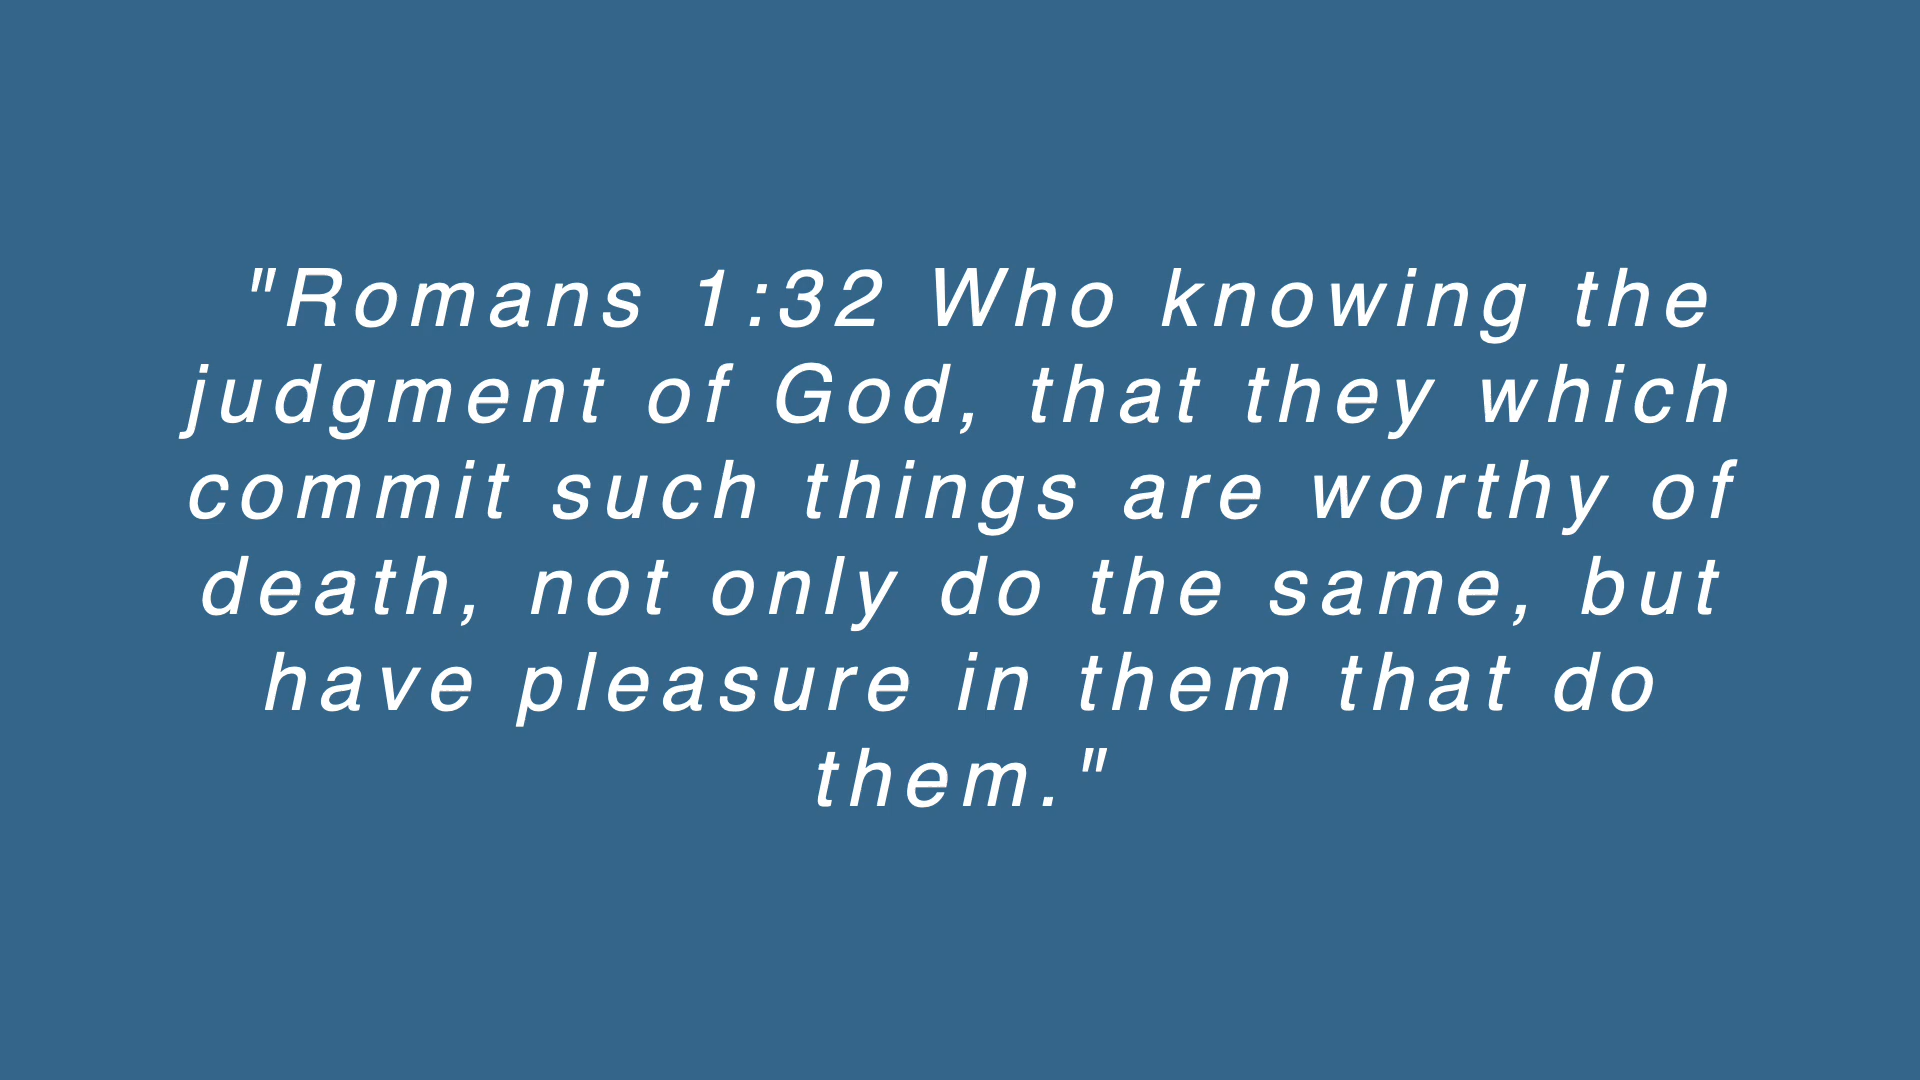 "Romans 1:32 Who knowing the
judgment of God, that they which
commit such things are worthy of
death, not only do the same, but
have pleasure in them that do
them."